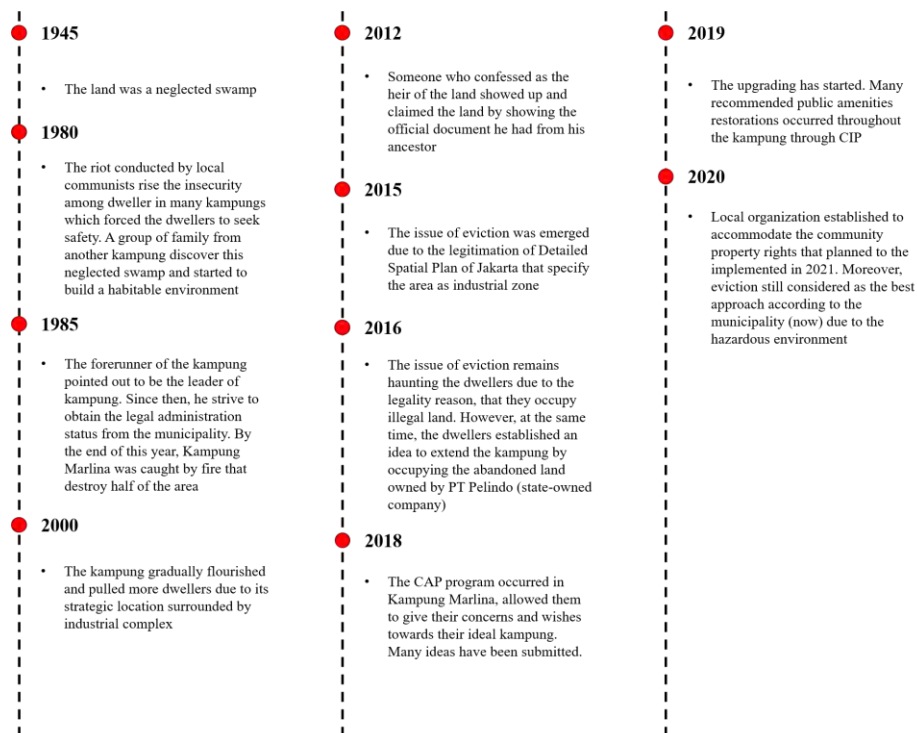 1945
• The land was a neglected swamp
1980
• The riot conducted by local
communists rise the insecurity
among dweller in many kampungs
which forced the dwellers to seek
safety. A group of family from
another kampung discover this
neglected swamp and started to
build a habitable environment
1985
• The forerunner of the kampung
pointed out to be the leader of
kampung. Since then, he strive to
obtain the legal administration
status from the municipality. By
the end of this year, Kampung
Marlina was caught by fire that
destroy half of the area
2000
• The kampung gradually flourished
and pulled more dwellers due to its
strategic location surrounded by
industrial complex
2012
• Someone who confessed as the
heir of the land showed up and
claimed the land by showing the
official document he had from his
ancestor
2015
• The issue of eviction was emerged
due to the legitimation of Detailed
Spatial Plan of Jakarta that specify
the area as industrial zone
2016
• The issue of eviction remains
haunting the dwellers due to the
legality reason, that they occupy
illegal land. However, at the same
time, the dwellers established an
idea to extend the kampung by
occupying the abandoned land
owned by PT Pelindo (state-owned
company)
2018
• The CAP program occurred in
Kampung Marlina, allowed them
to give their concerns and wishes
towards their ideal kampung.
Many ideas have been submitted.
2019
• The upgrading has started. Many
recommended public amenities
restorations occurred throughout
the kampung through CIP
2020
• Local organization established to
accommodate the community
property rights that planned to the
implemented in 2021. Moreover,
eviction still considered as the best
approach according to the
municipality (now) due to the
hazardous environment